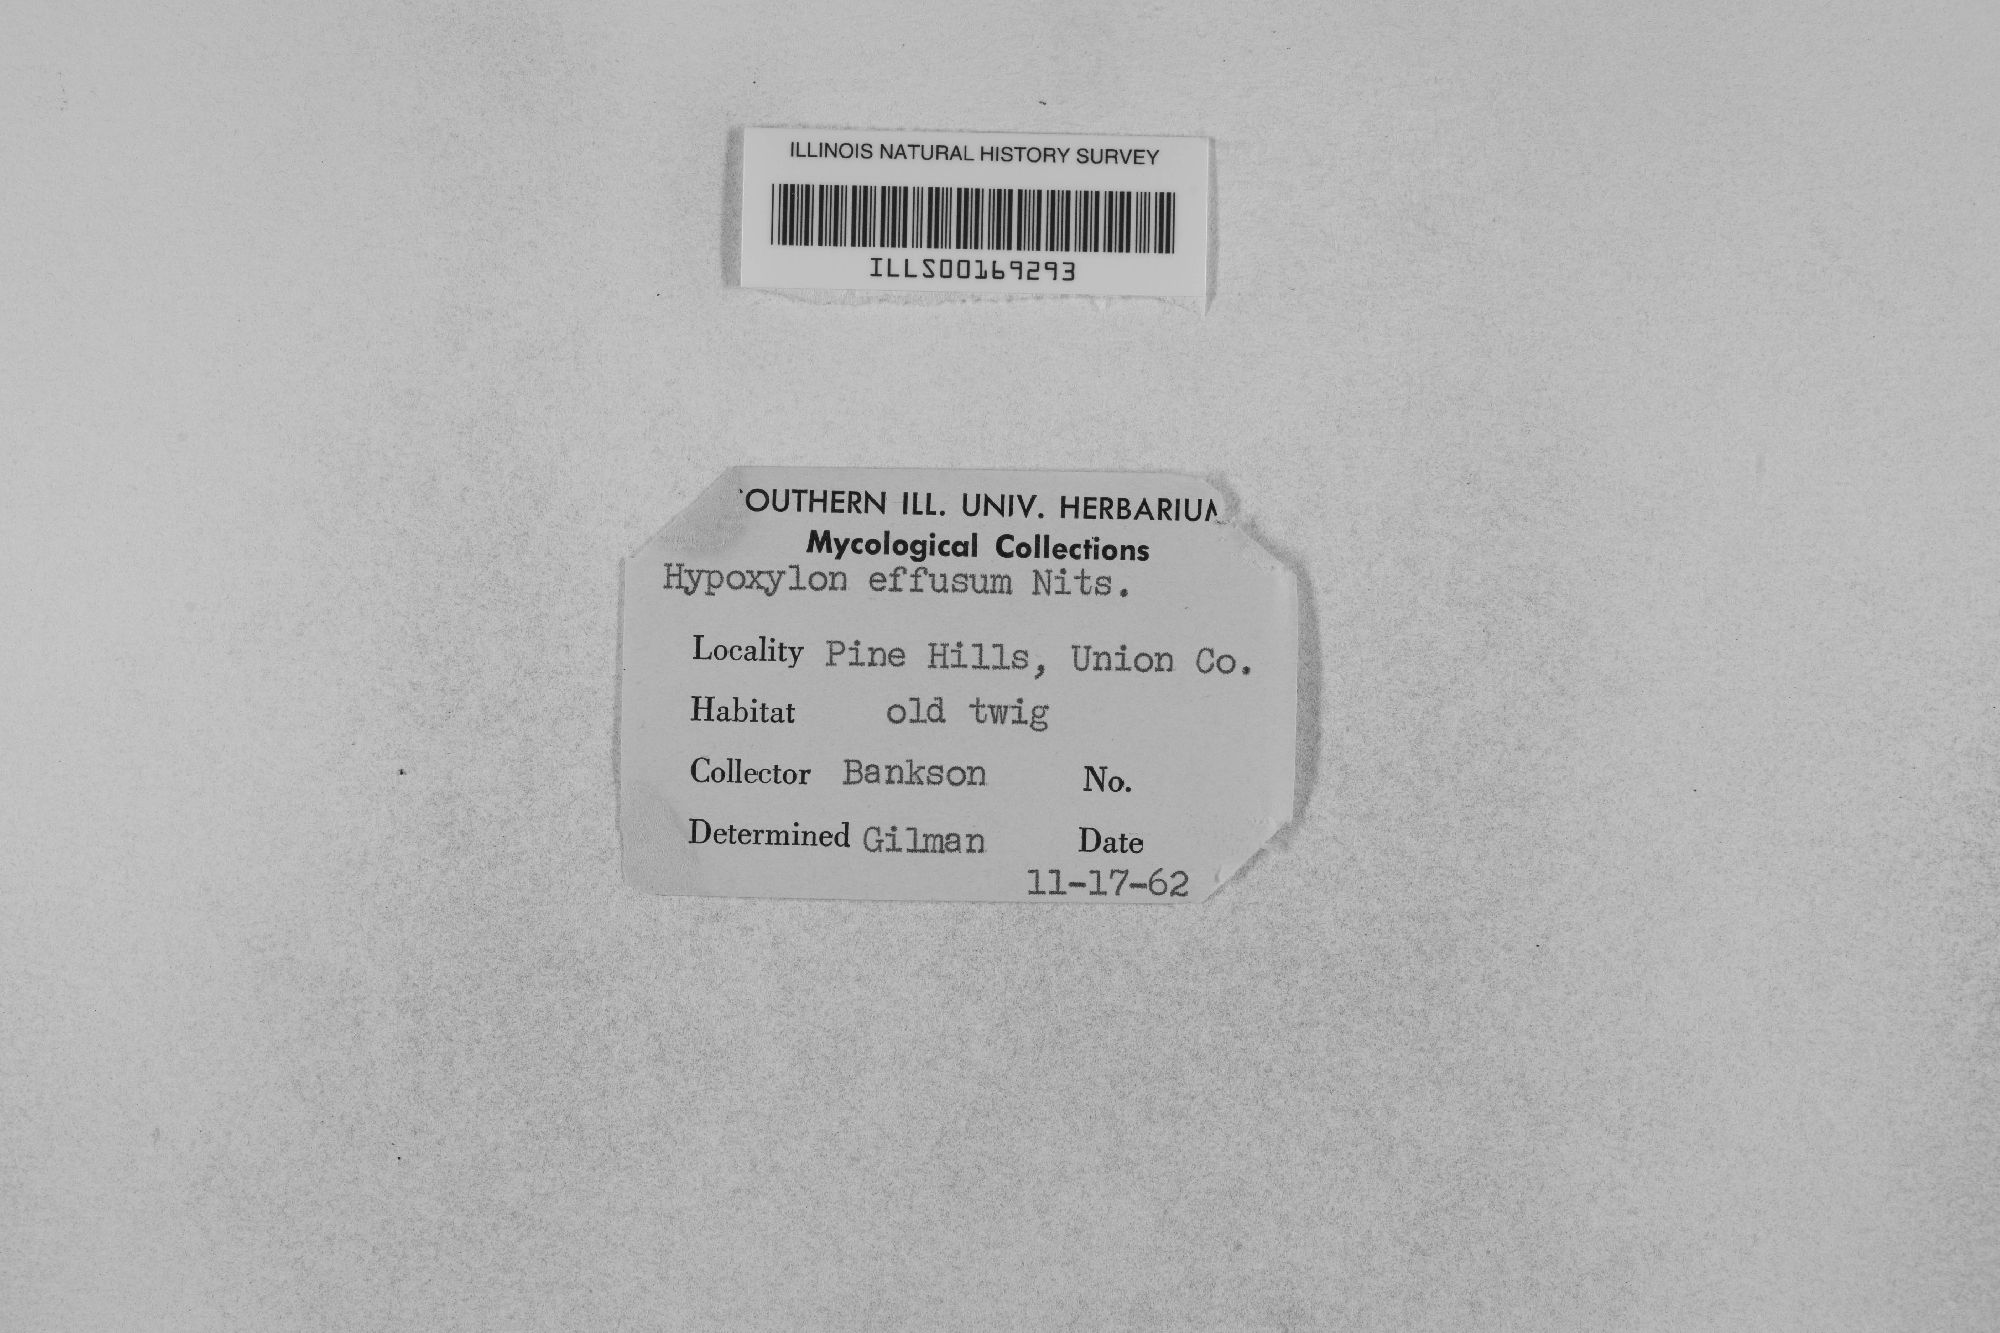 ILLINOIS NATURAL HISTORY SURVEY
ILLS00169293
OUTHERN ILL. UNIV. HERBARIUM
Mycological Collections
Hypoxylon effusum Nits.
Locality Pine Hills, Union Co.
Habitat old twig
Collector Bankson No.
Determined Gilman Date
11-17-62